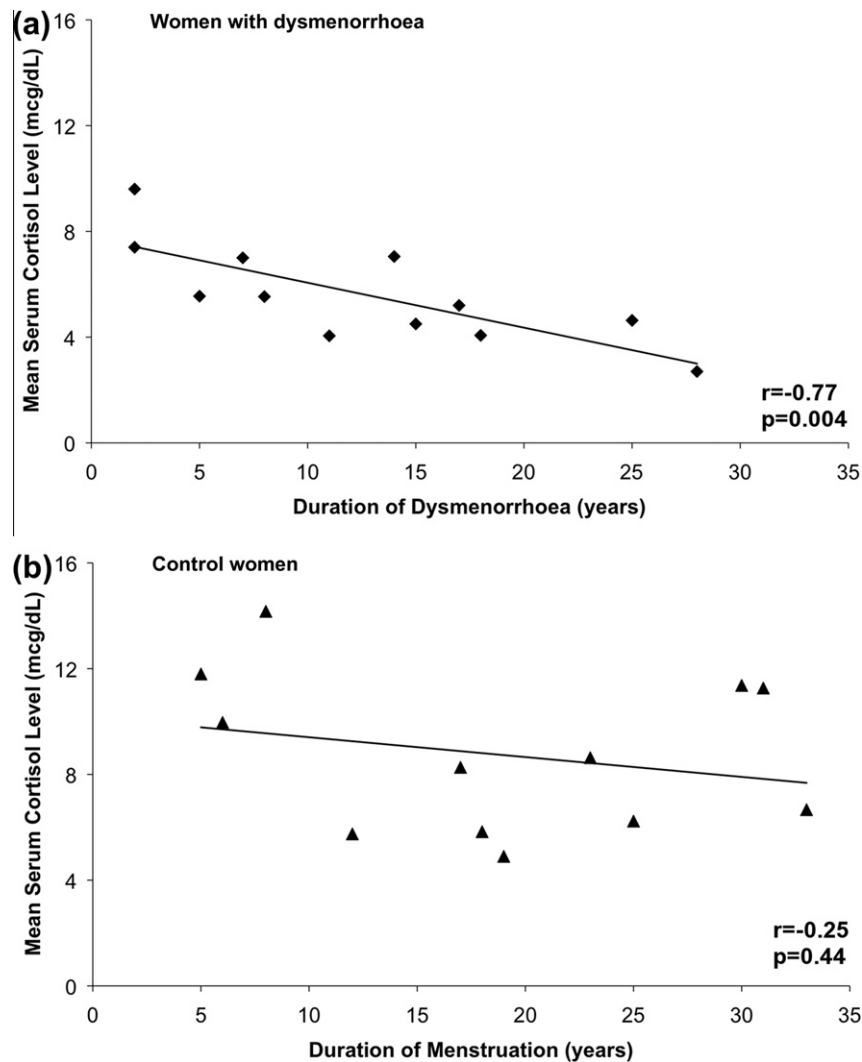 (a)
Women with dysmenorrhoea
Mean Serum Cortisol Level (mcg/dL)
16
12
8
4
0
0 5 10 15 20 25 30 35
r=-0.77
p=0.004
Duration of Dysmenorrhoea (years)
(b)
Control women
Mean Serum Cortisol Level (mcg/dL)
16
12
8
4
0
0 5 10 15 20 25 30 35
r=-0.25
p=0.44
Duration of Menstruation (years)